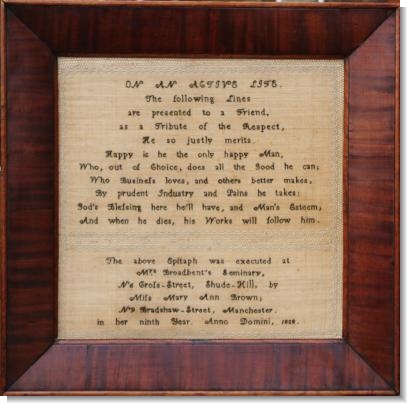 ON AN ACTIVE LIFE.
The following Lines
are presented to a Friend,
as a Tribute of the Respect,
He so justly merits.
Happy is he the only happy Man,
Who, out of Choice, does all the Good he can;
Who Busineſs loves, and others better makes,
By prudent Industry and Pains he takes:
God's Bleſsing here he'll have, and Man's Esteem;
And when he dies, his Works will follow him.
The above Epitaph was executed at
Mrs Broadbent's Seminary,
Croſs-Street, Shude-Hill, by
Miſs Mary Ann Brown;
Bradshaw-Street, Manchester.
in her ninth Year. Anno Domini,